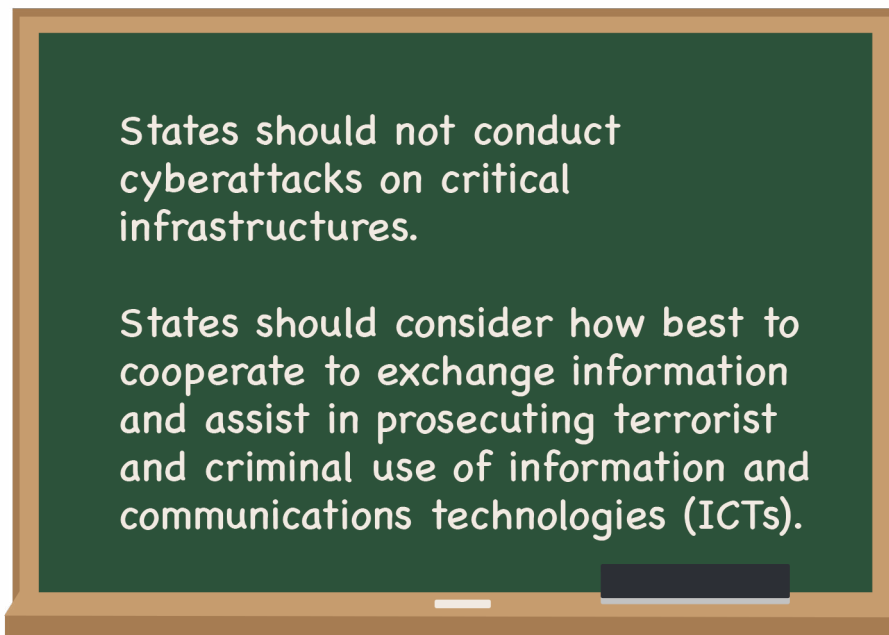 States should not conduct
cyberattacks on critical
infrastructures.
States should consider how best to
cooperate to exchange information
and assist in prosecuting terrorist
and criminal use of information and
communications technologies (ICTs).